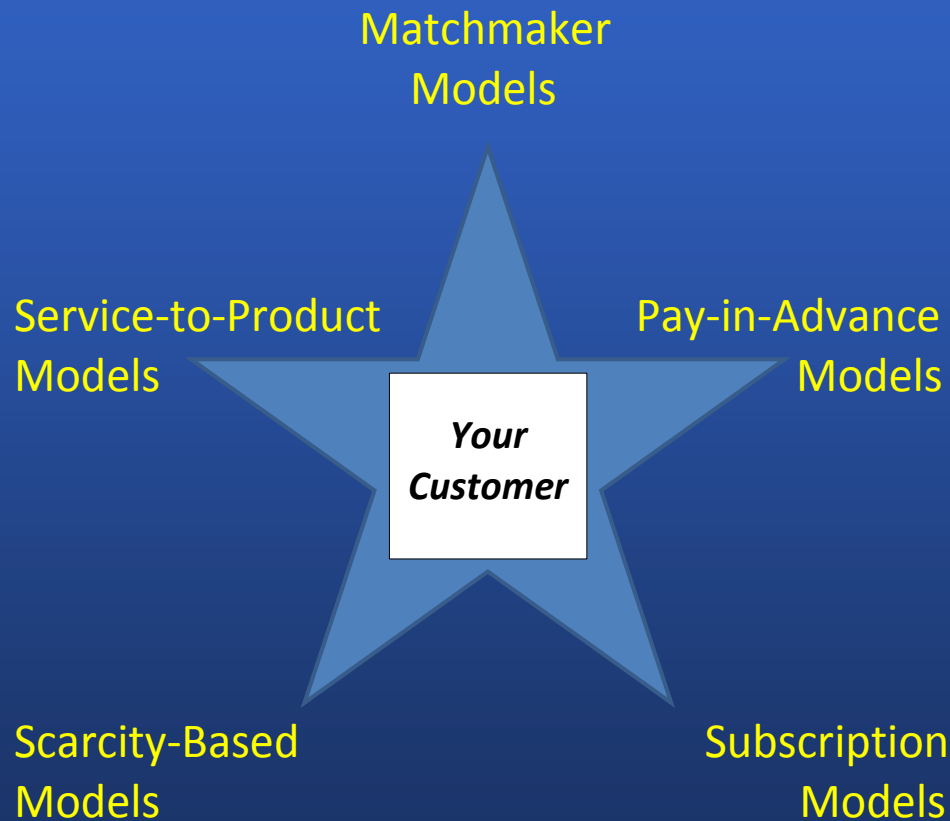 Matchmaker
Models
Service-to-Product
Models
Pay-in-Advance
Models
Your
Customer
Scarcity-Based
Models
Subscription
Models